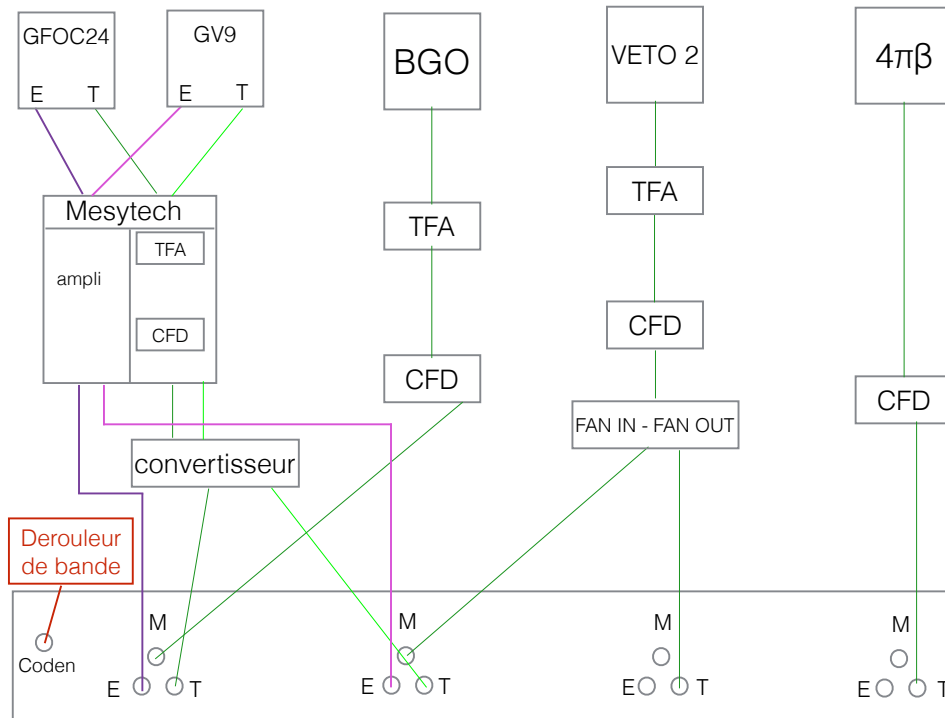 GFOC24
GV9
BGO
VETO 2
4πβ
E T
E T
Mesytech
TFA
ampli
CFD
TFA
CFD
TFA
CFD
CFD
FAN IN - FAN OUT
convertisseur
Derouleur
de bande
Coden
M
E T
M
E T
M
E T
M
E T